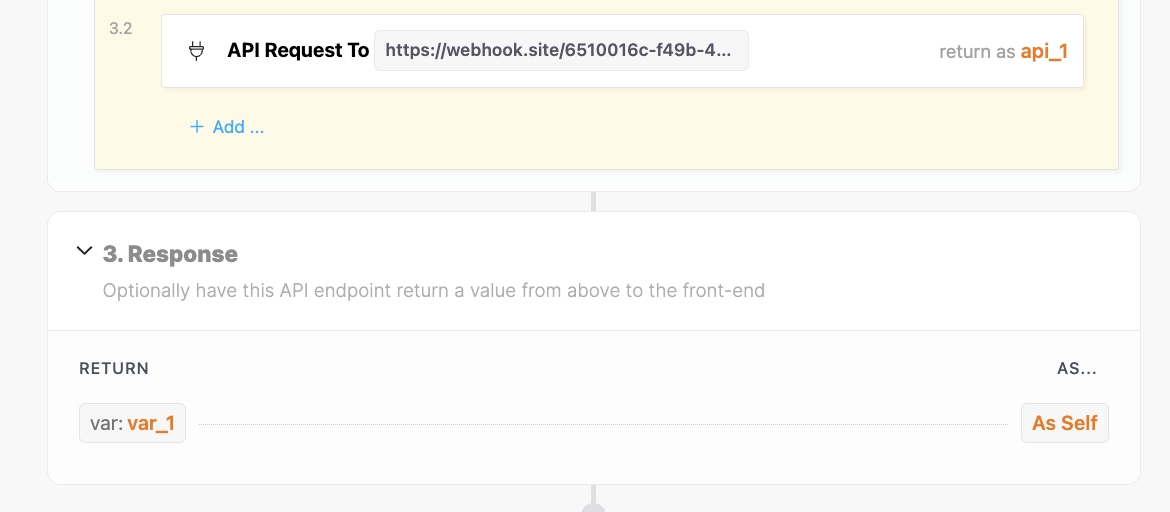 3.2
API Request To https://webhook.site/6510016c-f49b-4... return as api_1
+ Add ...
3. Response
Optionally have this API endpoint return a value from above to the front-end
RETURN AS...
var: var_1 As Self